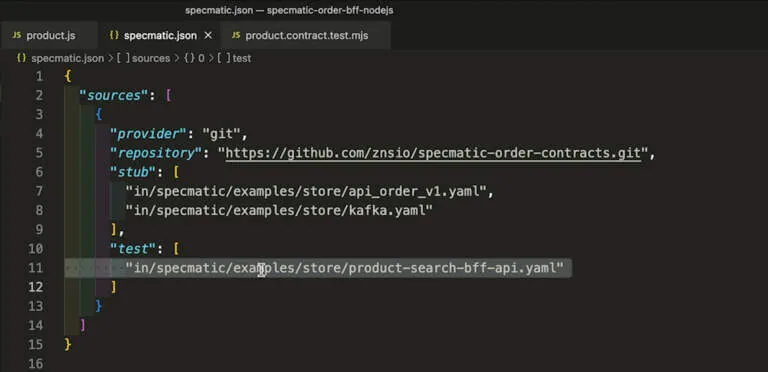 specmatic.json — specmatic-order-bff-nodejs
JS product.js {} specmatic.json × JS product.contract.test.mjs
{} specmatic.json > [ ] sources > {} 0 > [ ] test
1 {
2 "sources": [
3 {
4 "provider": "git",
5 "repository": "https://github.com/znsio/specmatic-order-contracts.git",
6 "stub": [
7 "in/specmatic/examples/store/api_order_v1.yaml",
8 "in/specmatic/examples/store/kafka.yaml"
9 ],
10 "test": [
11 "in/specmatic/examples/store/product-search-bff-api.yaml"
12 ]
13 }
14 ]
15 }
16